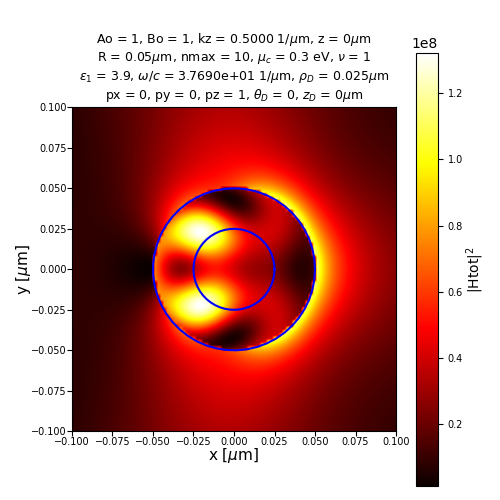 Ao = 1, Bo = 1, kz = 0.5000 1/μm, z = 0μm
R = 0.05μm, nmax = 10, μc = 0.3 eV, ν = 1
ε1 = 3.9, ω/c = 3.7690e+01 1/μm, ρD = 0.025μm
px = 0, py = 0, pz = 1, θD = 0, zD = 0μm
1e8
0.100
0.075
0.050
0.025
0.000
−0.025
−0.050
−0.075
−0.100
y [μm]
−0.100 −0.075 −0.050 −0.025 0.000 0.025 0.050 0.075 0.100
x [μm]
1.2
1.0
0.8
0.6
0.4
0.2
|Htot|²